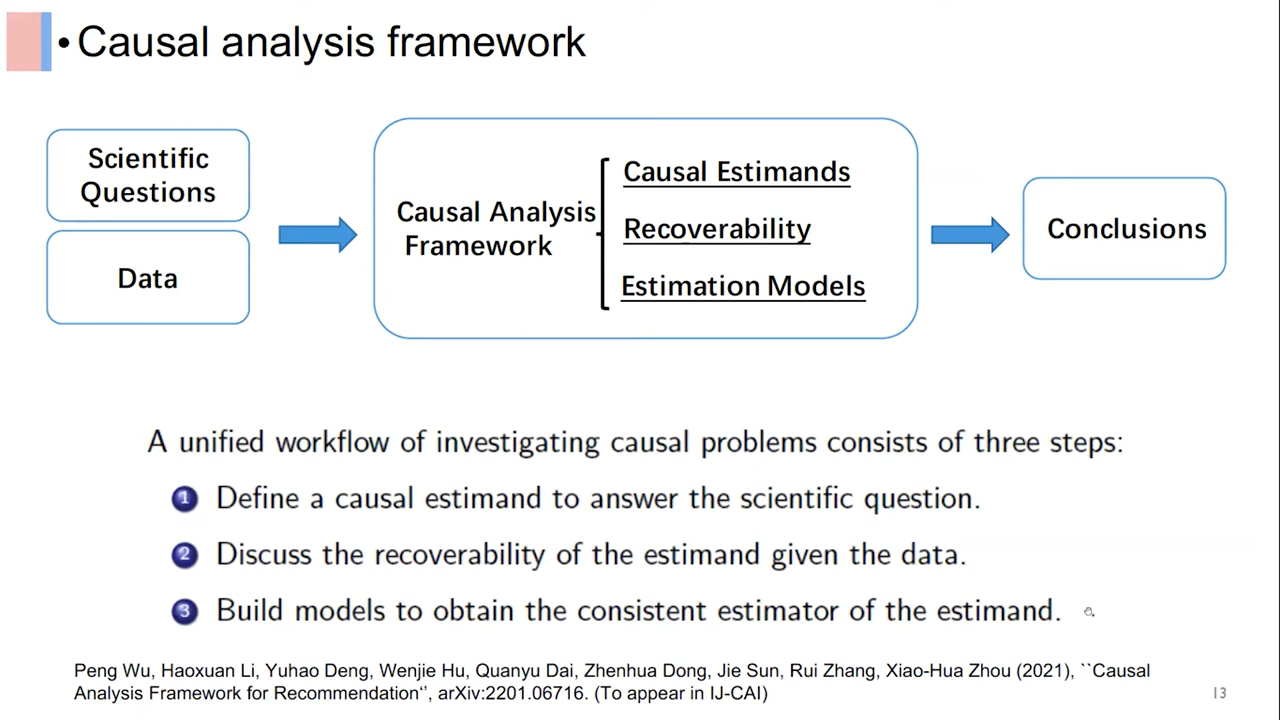 • Causal analysis framework
Scientific
Questions
Data
Causal Analysis
Framework
Causal Estimands
Recoverability
Estimation Models
Conclusions
A unified workflow of investigating causal problems consists of three steps:
1 Define a causal estimand to answer the scientific question.
2 Discuss the recoverability of the estimand given the data.
3 Build models to obtain the consistent estimator of the estimand.
Peng Wu, Haoxuan Li, Yuhao Deng, Wenjie Hu, Quanyu Dai, Zhenhua Dong, Jie Sun, Rui Zhang, Xiao-Hua Zhou (2021), ``Causal
Analysis Framework for Recommendation‘’, arXiv:2201.06716. (To appear in IJ-CAI)
13